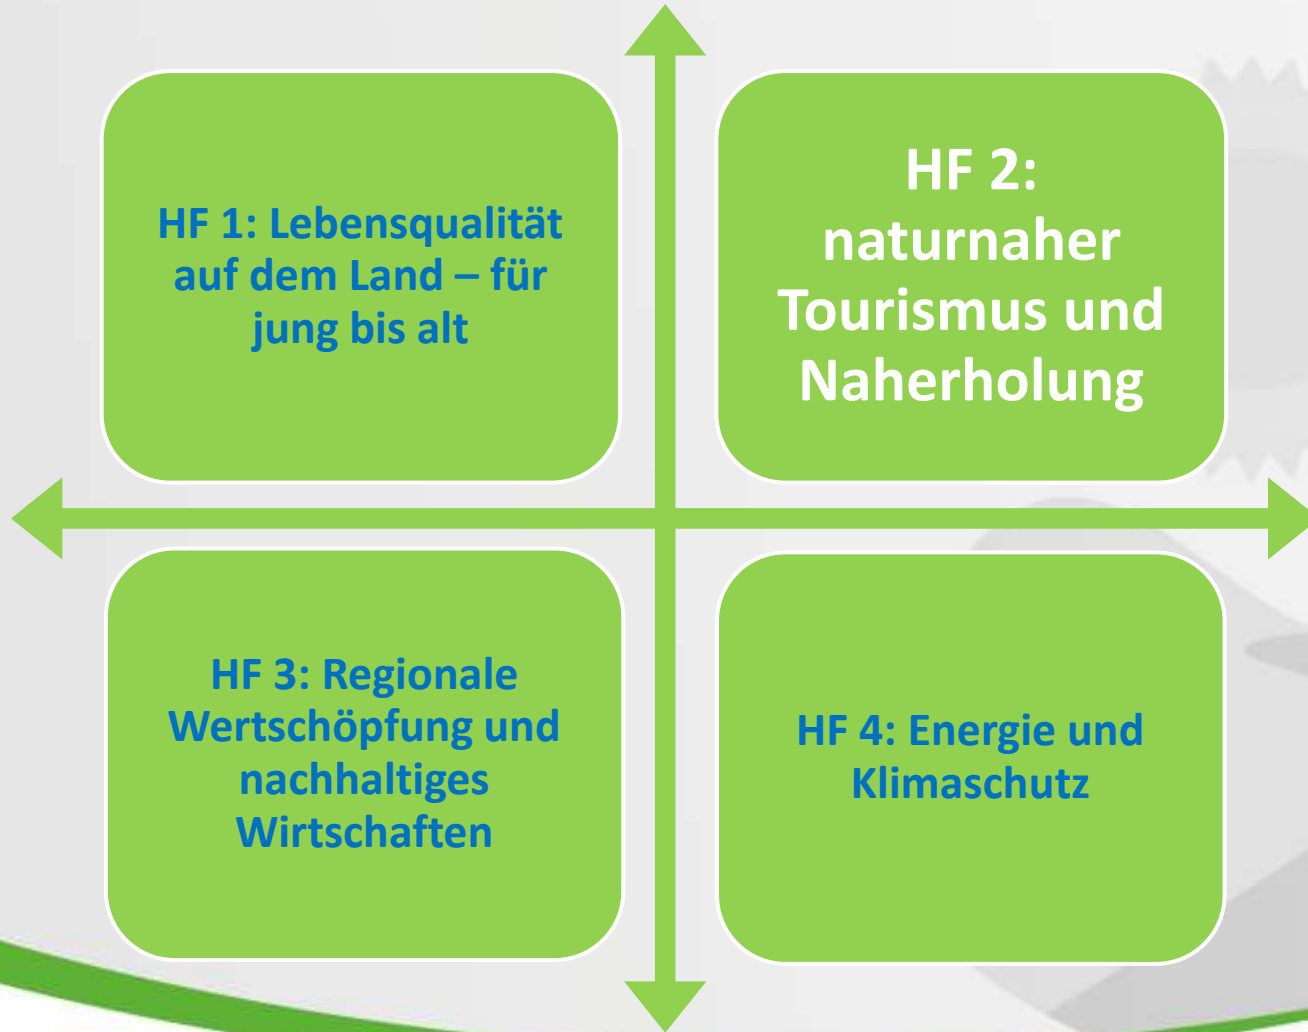 HF 1: Lebensqualität
auf dem Land – für
jung bis alt
HF 2:
naturnaher
Tourismus und
Naherholung
HF 3: Regionale
Wertschöpfung und
nachhaltiges
Wirtschaften
HF 4: Energie und
Klimaschutz